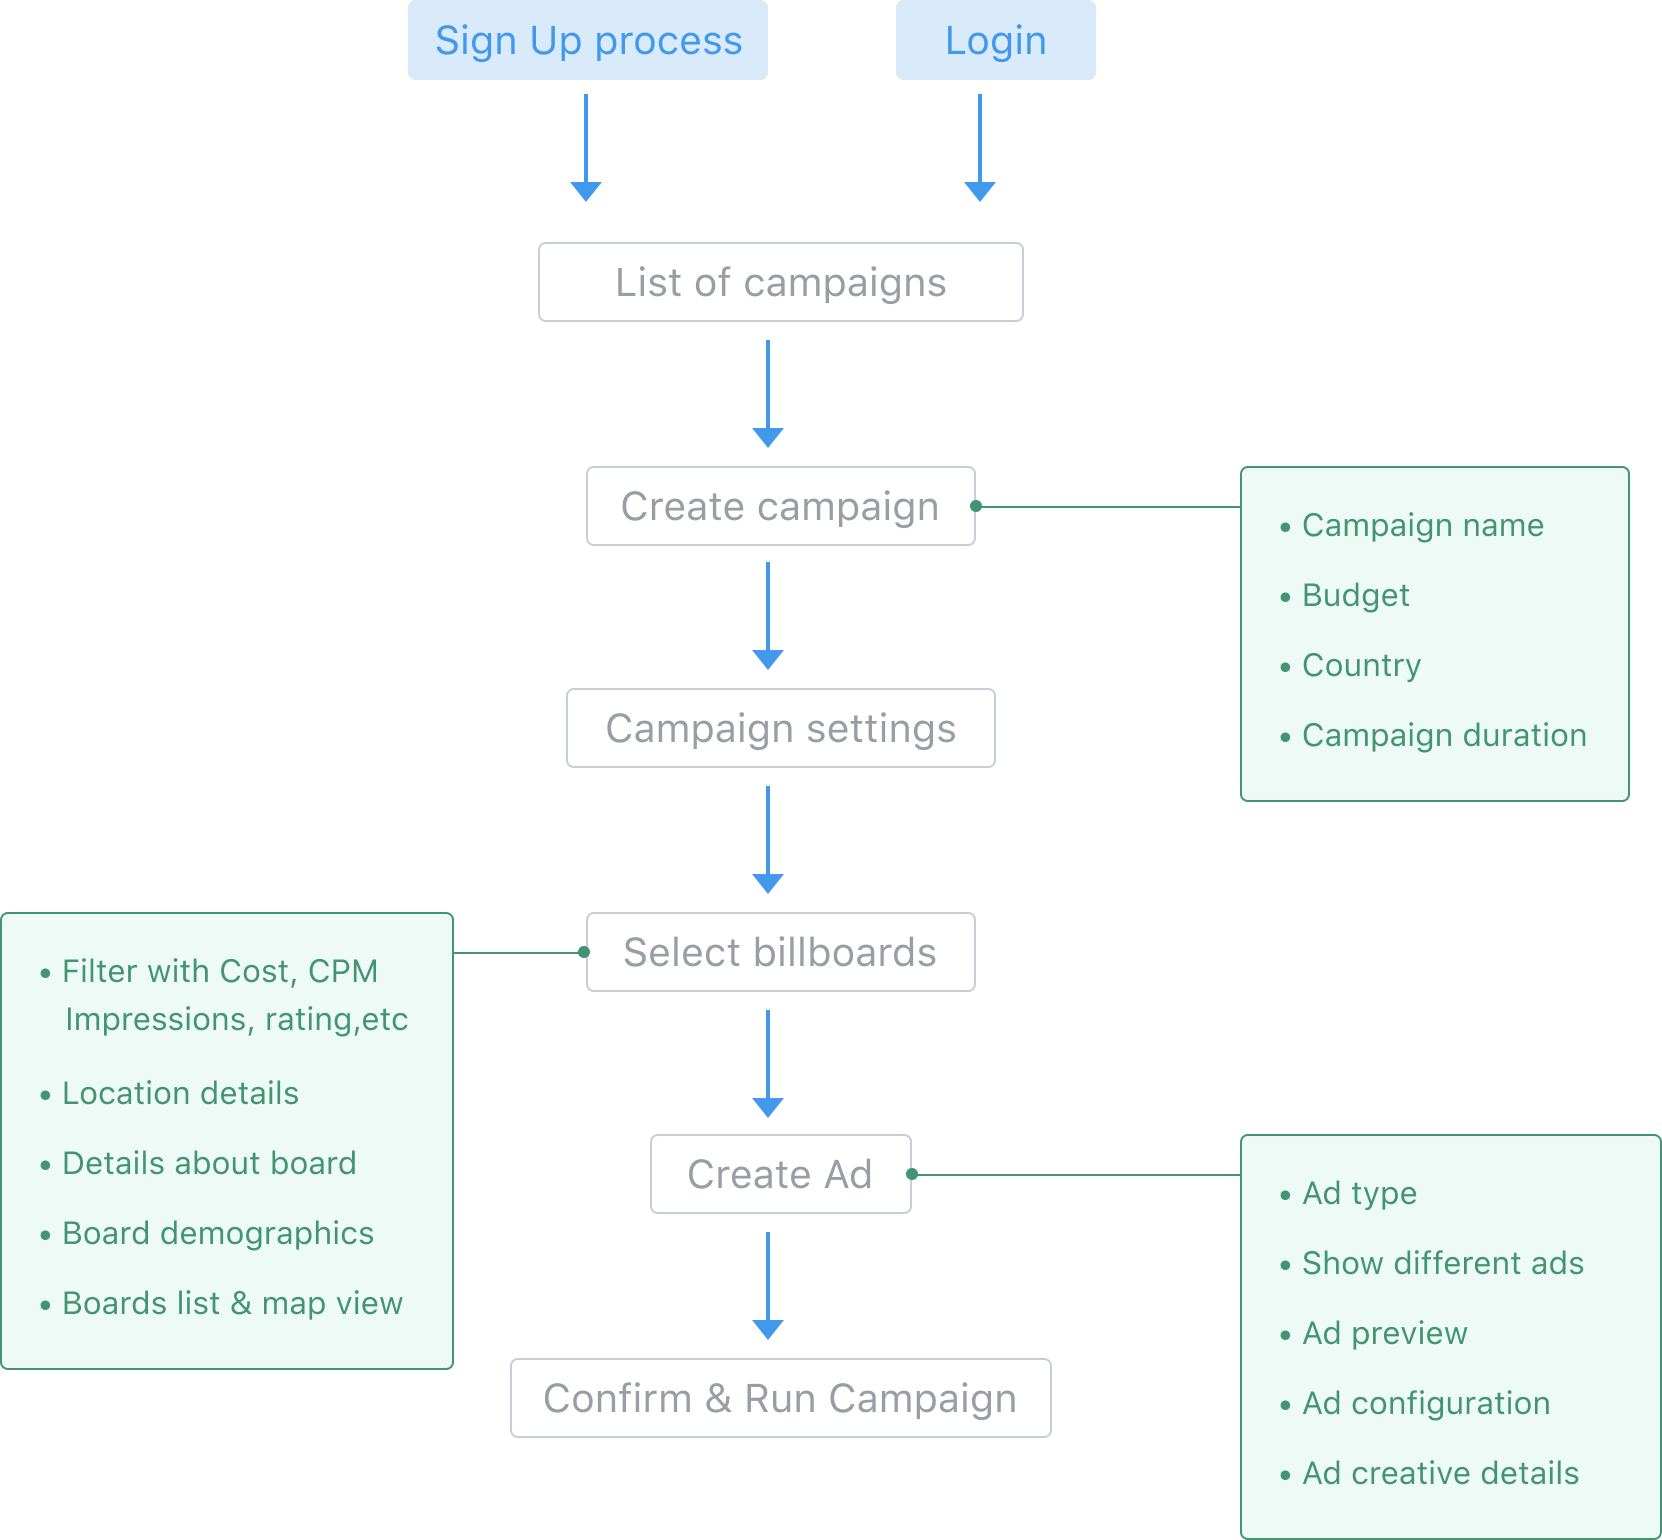 Sign Up process
Login
List of campaigns
Create campaign
• Campaign name
• Budget
• Country
• Campaign duration
Campaign settings
Select billboards
• Filter with Cost, CPM
Impressions, rating,etc
• Location details
• Details about board
• Board demographics
• Boards list & map view
Create Ad
• Ad type
• Show different ads
• Ad preview
• Ad configuration
• Ad creative details
Confirm & Run Campaign